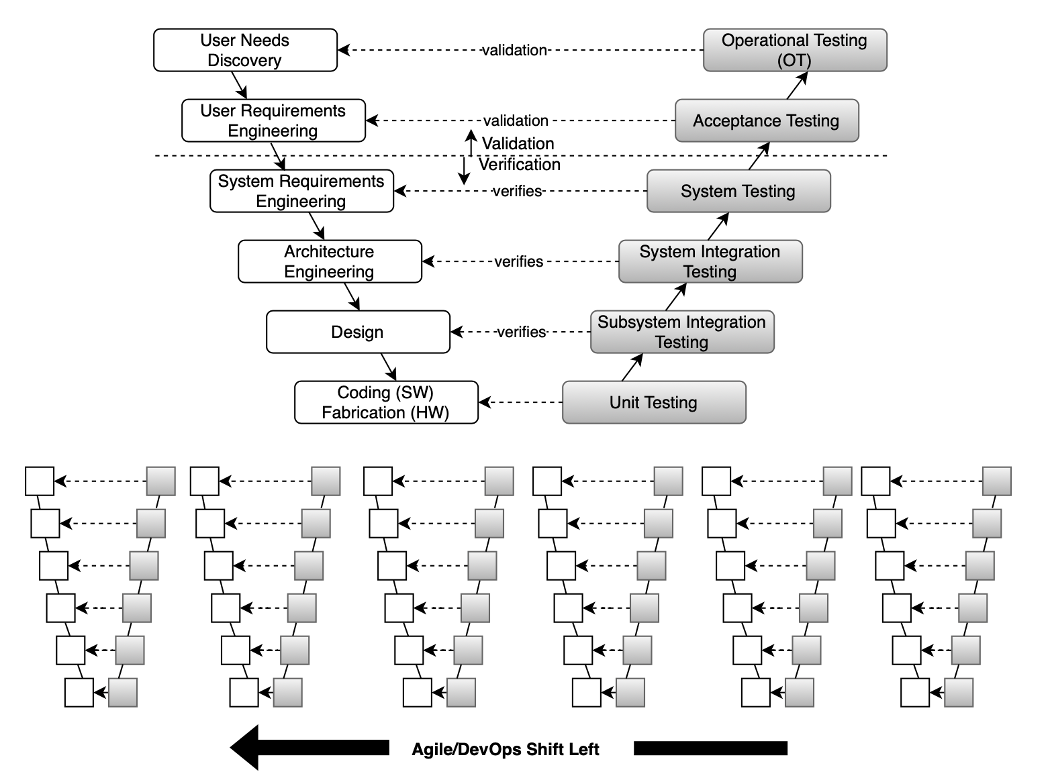 User Needs
Discovery
validation
Operational Testing
(OT)
User Requirements
Engineering
validation
Acceptance Testing
Validation
Verification
System Requirements
Engineering
verifies
System Testing
Architecture
Engineering
verifies
System Integration
Testing
Design
verifies
Subsystem Integration
Testing
Coding (SW)
Fabrication (HW)
Unit Testing
Agile/DevOps Shift Left